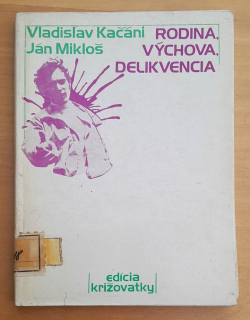 Vladislav Kačáni
Ján Mikloš
RODINA,
VÝCHOVA,
DELIKVENCIA
edícia
križovatky